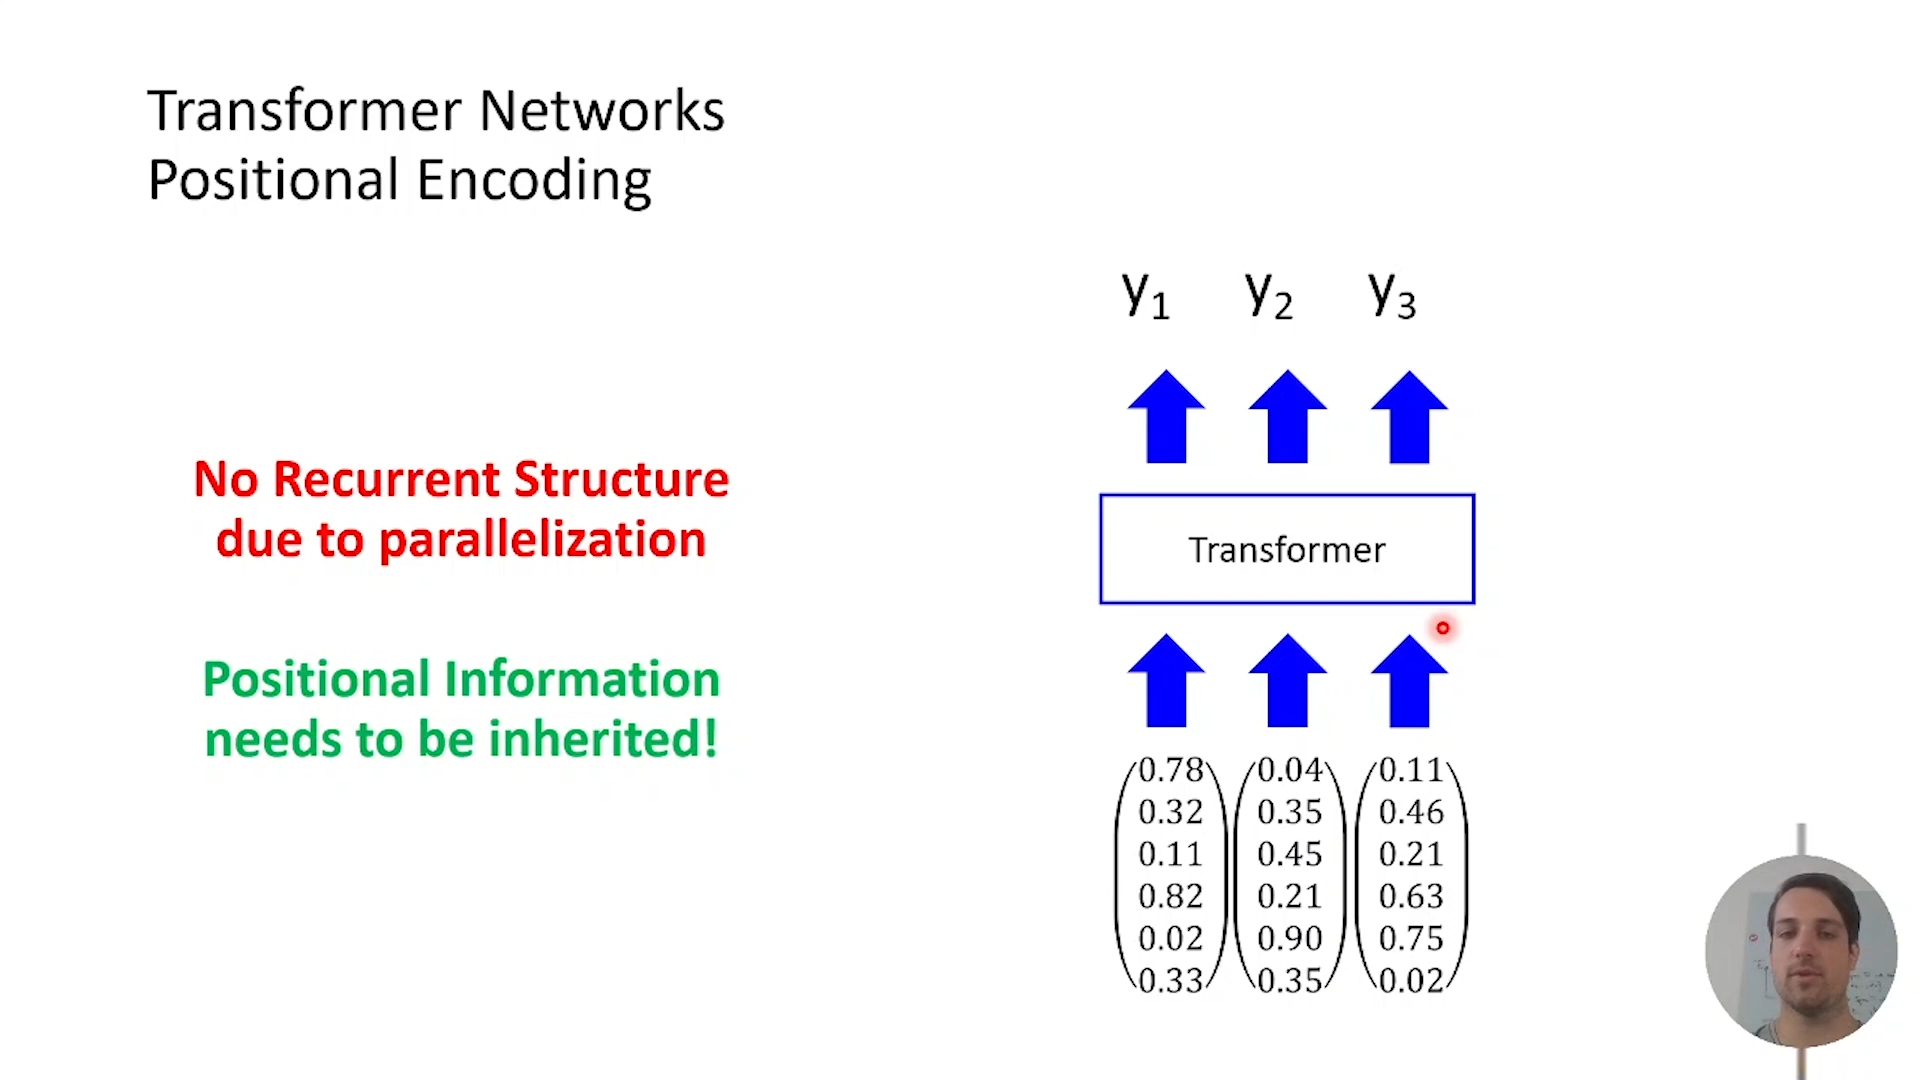 Transformer Networks
Positional Encoding
No Recurrent Structure
due to parallelization
Positional Information
needs to be inherited!
y₁ y₂ y₃
Transformer
0.78 0.04 0.11
0.32 0.35 0.46
0.11 0.45 0.21
0.82 0.21 0.63
0.02 0.90 0.75
0.33 0.35 0.02